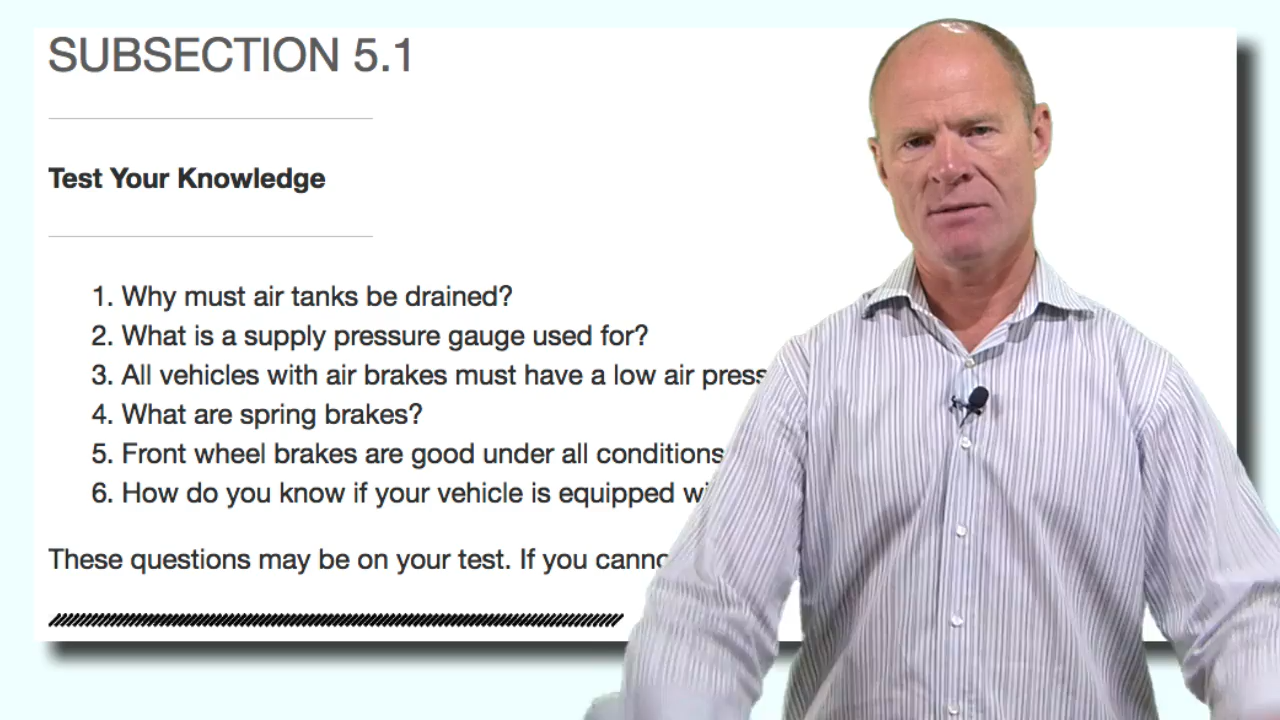 SUBSECTION 5.1
Test Your Knowledge
1. Why must air tanks be drained?
2. What is a supply pressure gauge used for?
3. All vehicles with air brakes must have a low air press
4. What are spring brakes?
5. Front wheel brakes are good under all conditions
6. How do you know if your vehicle is equipped wi
These questions may be on your test. If you canno